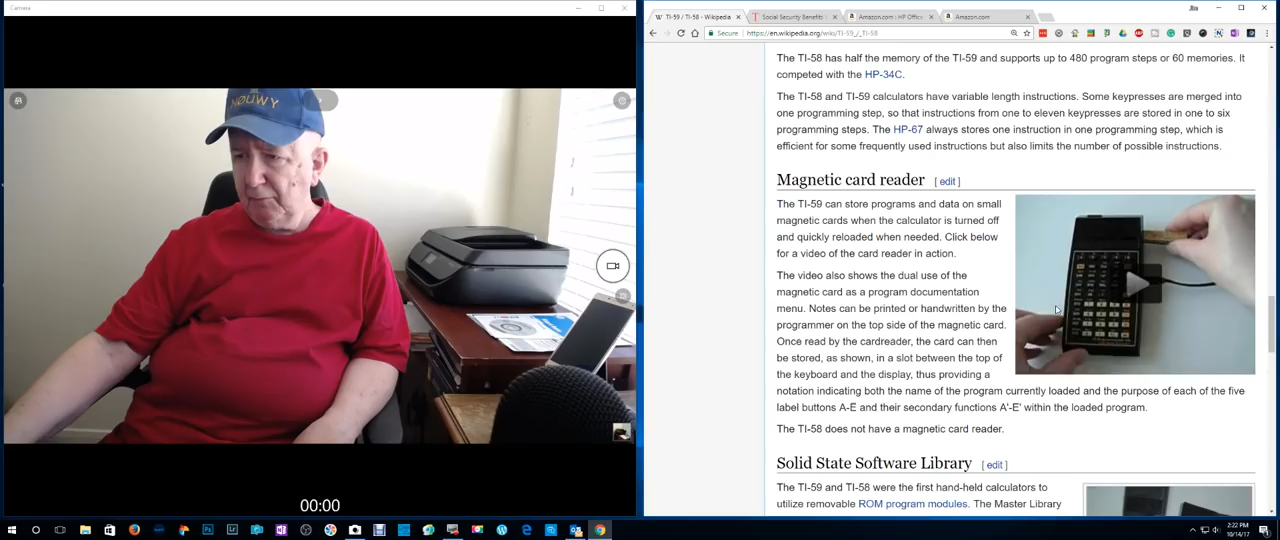 Camera
NØUWY
00:00
Jim
TI-59 / TI-58 - Wikipedia
Social Security Benefits
Amazon.com : HP Offic
Amazon.com
Secure
https://en.wikipedia.org/wiki/TI-59_/_TI-58
The TI-58 has half the memory of the TI-59 and supports up to 480 program steps or 60 memories. It
competed with the HP-34C.
The TI-58 and TI-59 calculators have variable length instructions. Some keypresses are merged into
one programming step, so that instructions from one to eleven keypresses are stored in one to six
programming steps. The HP-67 always stores one instruction in one programming step, which is
efficient for some frequently used instructions but also limits the number of possible instructions.
Magnetic card reader [ edit ]
The TI-59 can store programs and data on small
magnetic cards when the calculator is turned off
and quickly reloaded when needed. Click below
for a video of the card reader in action.
The video also shows the dual use of the
magnetic card as a program documentation
menu. Notes can be printed or handwritten by the
programmer on the top side of the magnetic card.
Once read by the cardreader, the card can then
be stored, as shown, in a slot between the top of
the keyboard and the display, thus providing a
notation indicating both the name of the program currently loaded and the purpose of each of the five
label buttons A-E and their secondary functions A'-E' within the loaded program.
The TI-58 does not have a magnetic card reader.
Solid State Software Library [ edit ]
The TI-59 and TI-58 were the first hand-held calculators to
utilize removable ROM program modules. The Master Library
2:22 PM
10/14/17